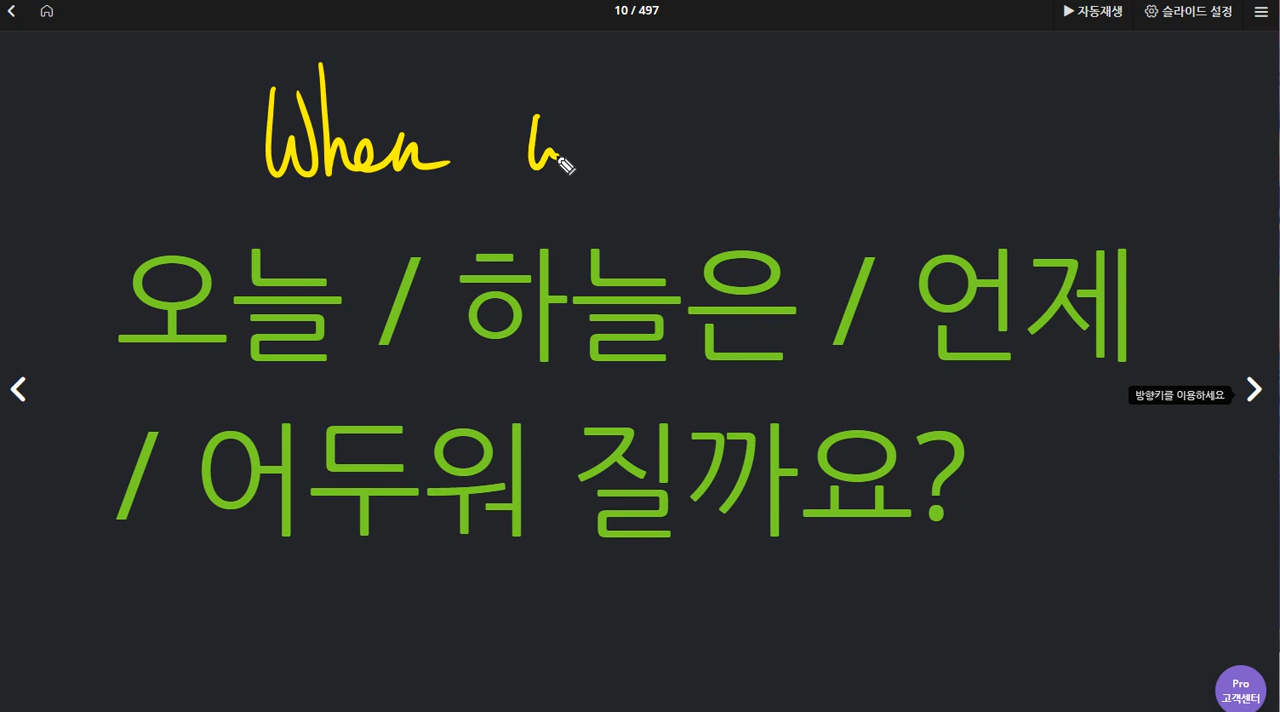 10 / 497
▶ 자동재생
슬라이드 설정
When
오늘 / 하늘은 / 언제
방향키를 이용하세요
/ 어두워 질까요?
Pro
고객센터